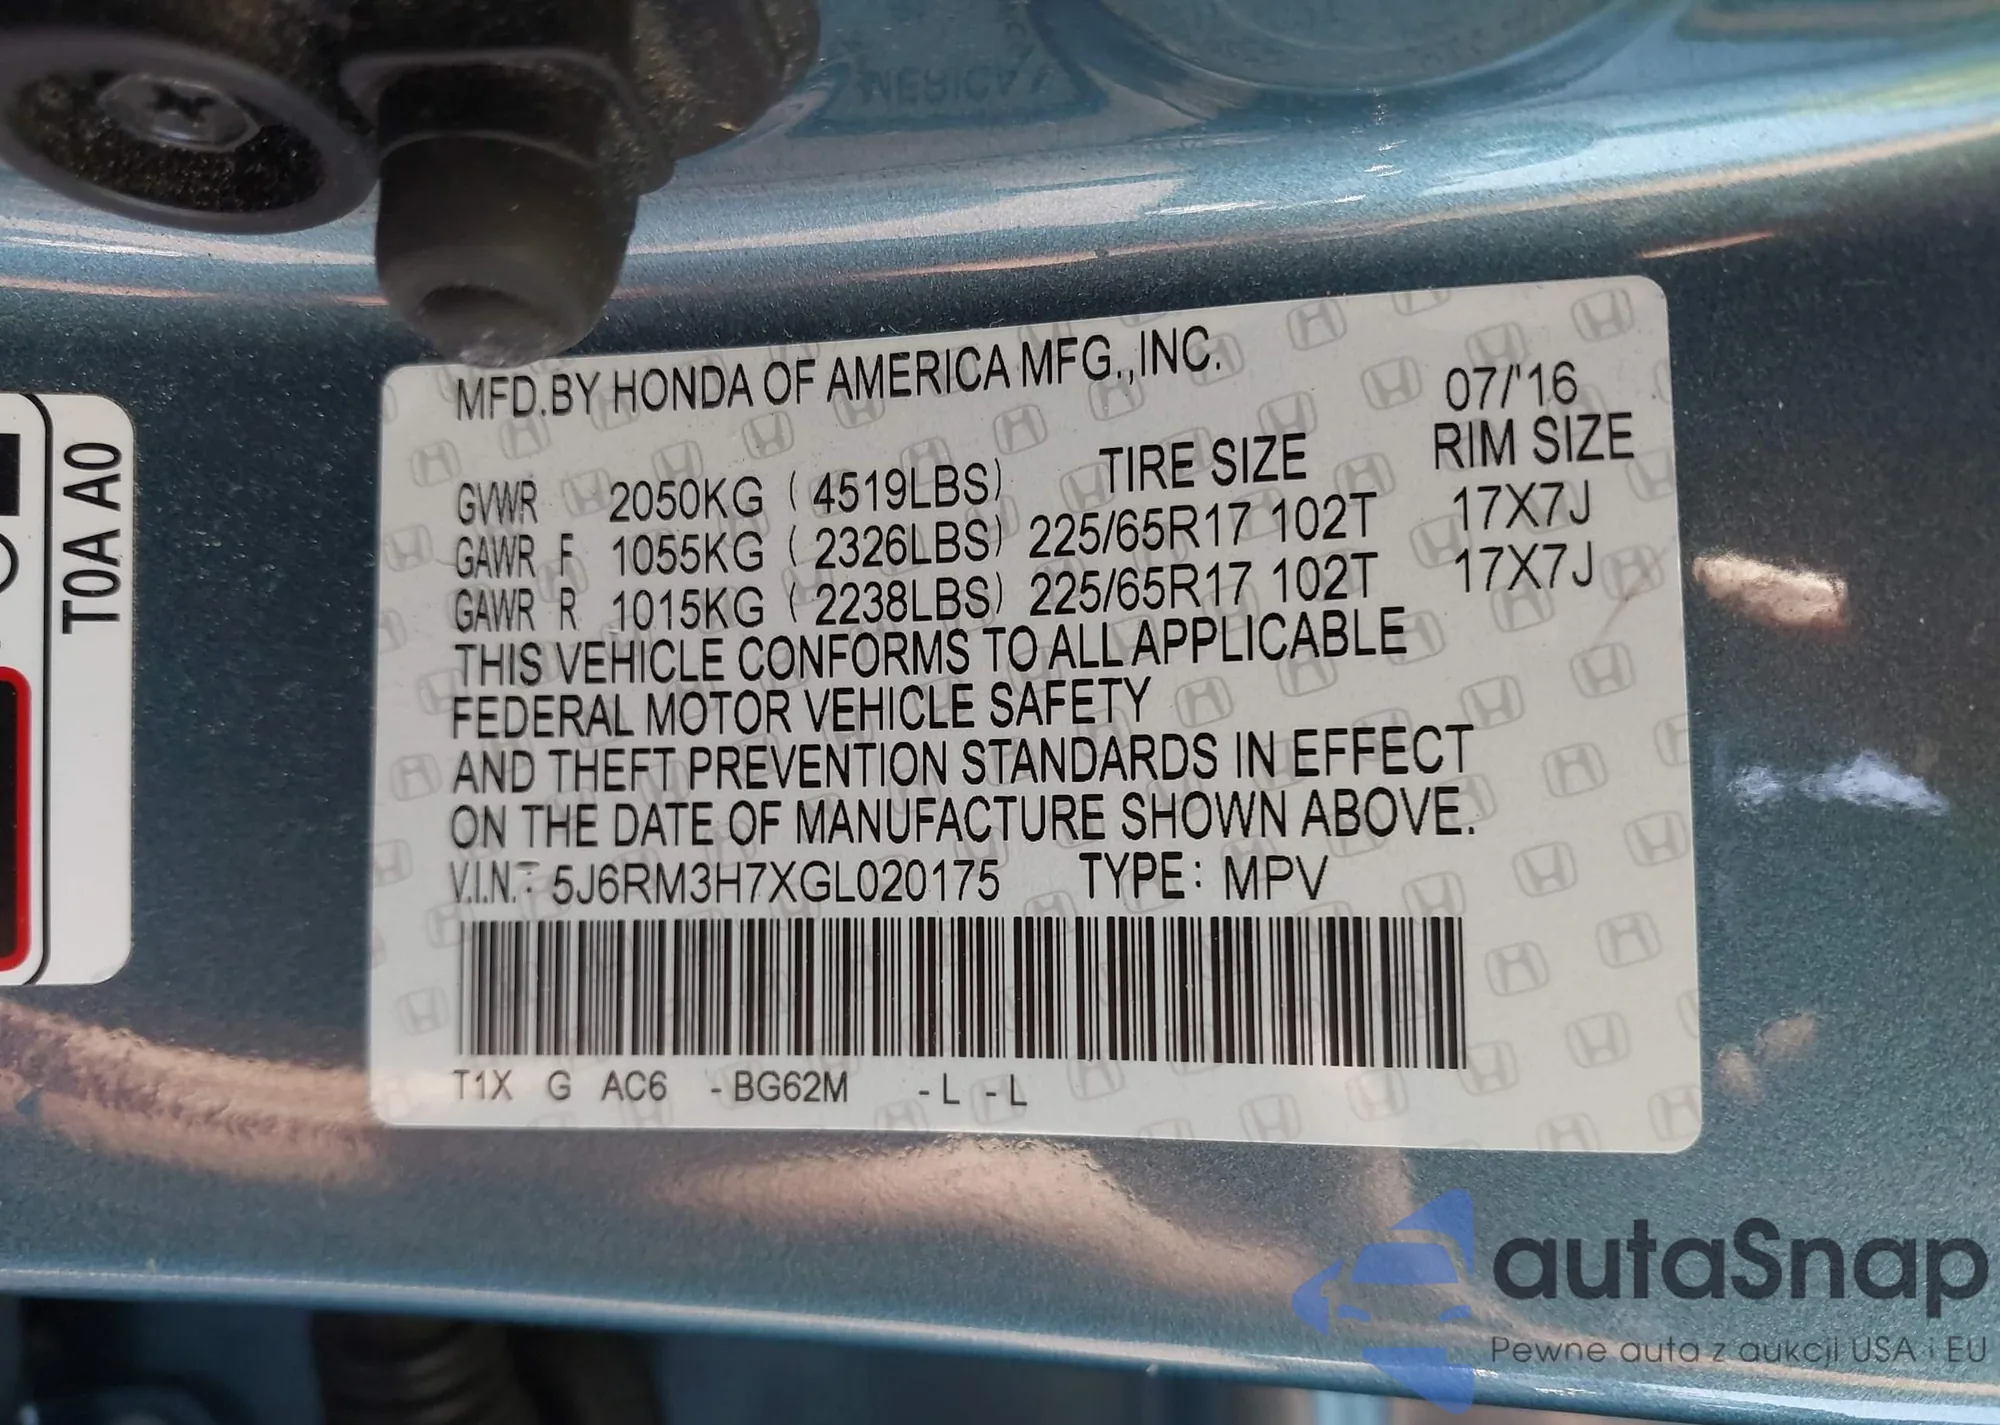 MFD.BY HONDA OF AMERICA MFG.,INC.
07/'16
TIRE SIZE RIM SIZE
GVWR 2050KG ( 4519LBS)
GAWR F 1055KG ( 2326LBS) 225/65R17 102T 17X7J
GAWR R 1015KG ( 2238LBS) 225/65R17 102T 17X7J
THIS VEHICLE CONFORMS TO ALL APPLICABLE
FEDERAL MOTOR VEHICLE SAFETY
AND THEFT PREVENTION STANDARDS IN EFFECT
ON THE DATE OF MANUFACTURE SHOWN ABOVE.
V.I.N.: 5J6RM3H7XGL020175 TYPE: MPV
T1X G AC6 - BG62M - L - L
T0A A0
autaSnap
Pewne auta z aukcji USA i EU